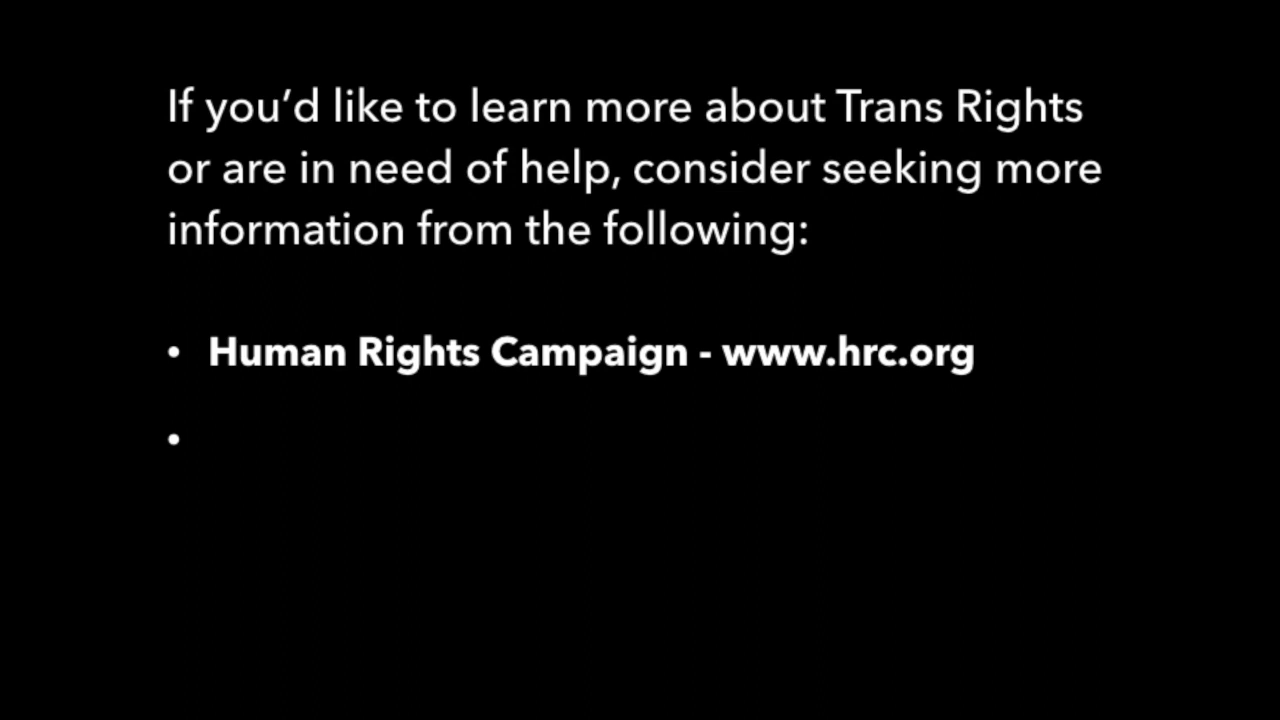 If you’d like to learn more about Trans Rights
or are in need of help, consider seeking more
information from the following:
• Human Rights Campaign - www.hrc.org
•